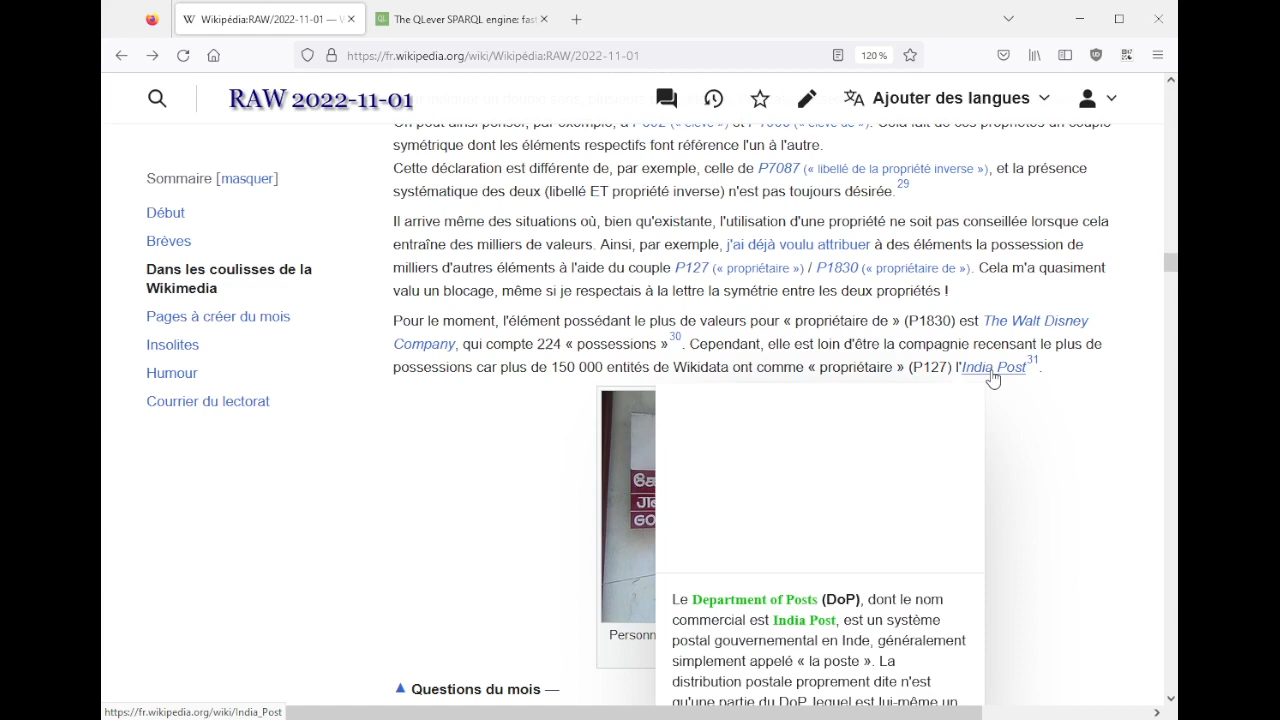 Wikipédia:RAW/2022-11-01 — W
The QLever SPARQL engine: fast
https://fr.wikipedia.org/wiki/Wikipédia:RAW/2022-11-01
120 %
RAW 2022-11-01
Ajouter des langues
symétrique dont les éléments respectifs font référence l'un à l'autre.
Cette déclaration est différente de, par exemple, celle de P7087 (« libellé de la propriété inverse »), et la présence
systématique des deux (libellé ET propriété inverse) n'est pas toujours désirée.29
Il arrive même des situations où, bien qu'existante, l'utilisation d'une propriété ne soit pas conseillée lorsque cela
entraîne des milliers de valeurs. Ainsi, par exemple, j'ai déjà voulu attribuer à des éléments la possession de
milliers d'autres éléments à l'aide du couple P127 (« propriétaire ») / P1830 (« propriétaire de »). Cela m'a quasiment
valu un blocage, même si je respectais à la lettre la symétrie entre les deux propriétés !
Pour le moment, l'élément possédant le plus de valeurs pour « propriétaire de » (P1830) est The Walt Disney
Company, qui compte 224 « possessions »30. Cependant, elle est loin d'être la compagnie recensant le plus de
possessions car plus de 150 000 entités de Wikidata ont comme « propriétaire » (P127) l'India Post31.
Sommaire [masquer]
Début
Brèves
Dans les coulisses de la
Wikimedia
Pages à créer du mois
Insolites
Humour
Courrier du lectorat
Personn
Le Department of Posts (DoP), dont le nom
commercial est India Post, est un système
postal gouvernemental en Inde, généralement
simplement appelé « la poste ». La
distribution postale proprement dite n'est
qu'une partie du DoP, lequel est lui-même un
Questions du mois —
https://fr.wikipedia.org/wiki/India_Post